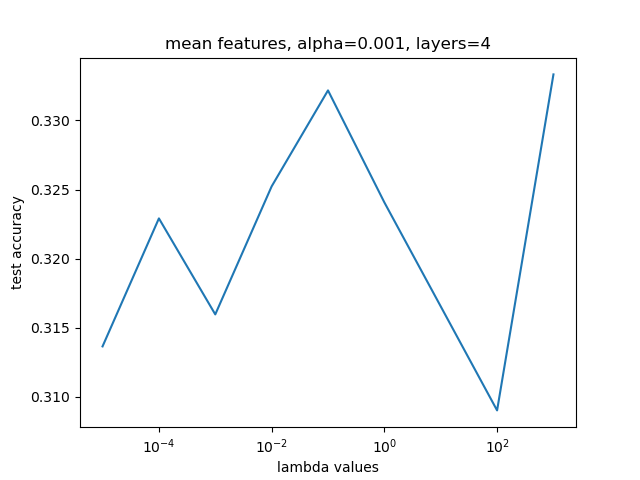 mean features, alpha=0.001, layers=4
0.330
0.325
0.320
0.315
0.310
test accuracy
10⁻⁴ 10⁻² 10⁰ 10²
lambda values